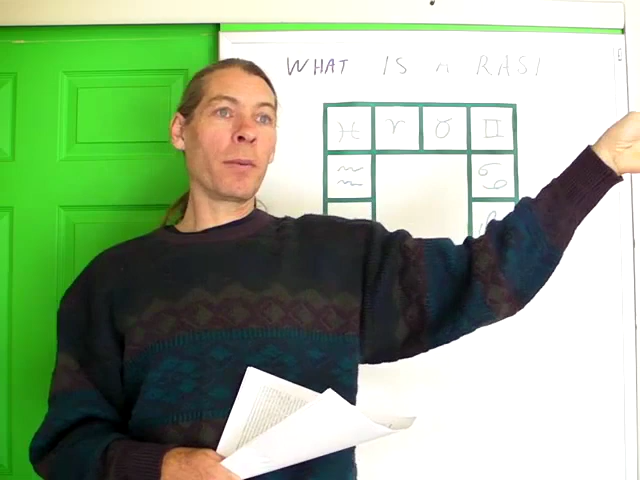 WHAT IS A RASI
♓ ♈ ♉ ♊
♒ ♋